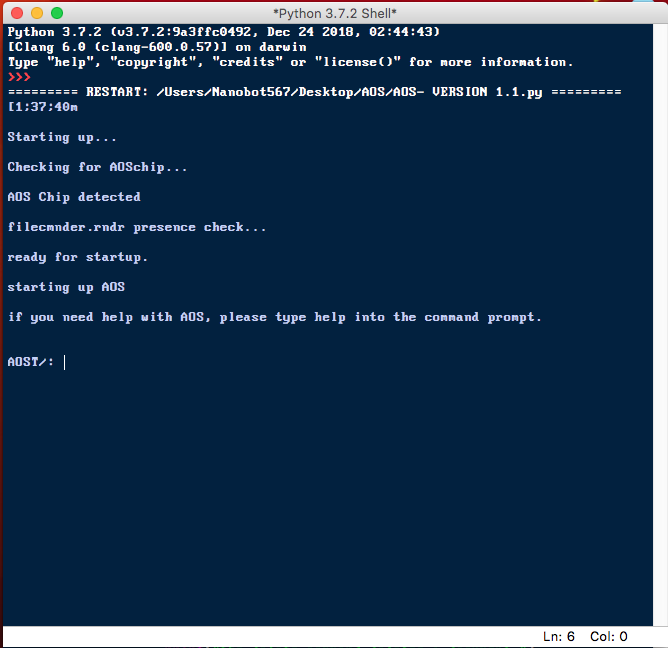 *Python 3.7.2 Shell*
Python 3.7.2 (v3.7.2:9a3ffc0492, Dec 24 2018, 02:44:43)
[Clang 6.0 (clang-600.0.57)] on darwin
Type "help", "copyright", "credits" or "license()" for more information.
>>>
========= RESTART: /Users/Nanobot567/Desktop/AOS/AOS- VERSION 1.1.py =========
[1;37;40m
Starting up...
Checking for AOSchip...
AOS Chip detected
filecmnder.rndr presence check...
ready for startup.
starting up AOS
if you need help with AOS, please type help into the command prompt.
AOST/:
Ln: 6 Col: 0